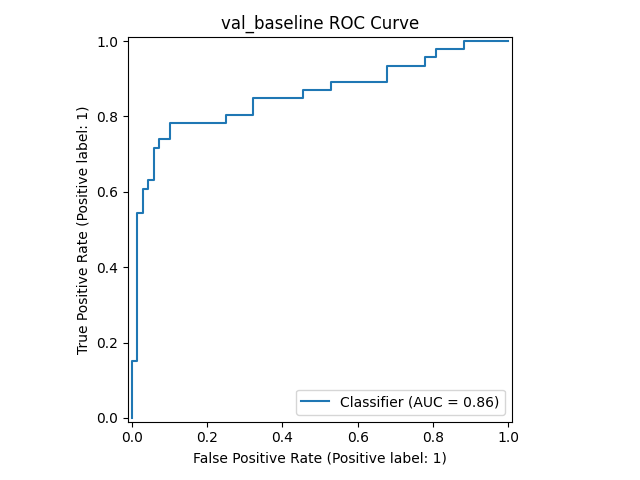 val_baseline ROC Curve
1.0
0.8
0.6
0.4
0.2
0.0
True Positive Rate (Positive label: 1)
Classifier (AUC = 0.86)
0.0 0.2 0.4 0.6 0.8 1.0
False Positive Rate (Positive label: 1)